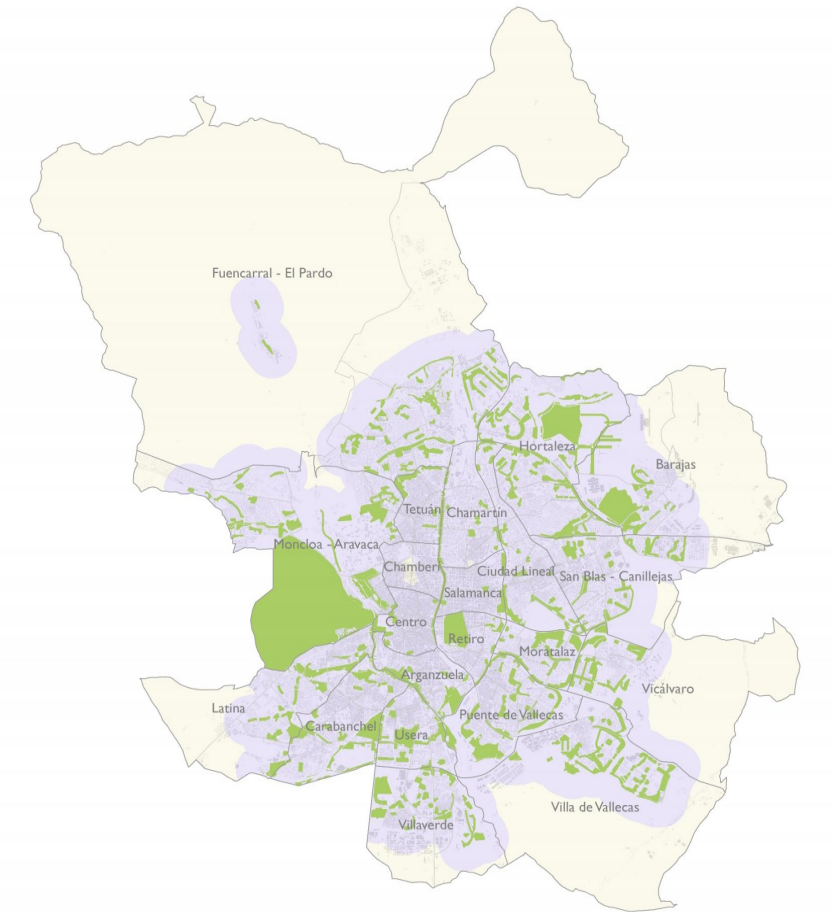 Fuencarral - El Pardo
Hortaleza
Barajas
Tetuán
Chamartín
Moncloa - Aravaca
Chamberi
Ciudad Lineal
San Blas - Canillejas
Salamanca
Centro
Retiro
Moratalaz
Arganzuela
Vicálvaro
Latina
Puente de Vallecas
Carabanchel
Usera
Villa de Vallecas
Villaverde